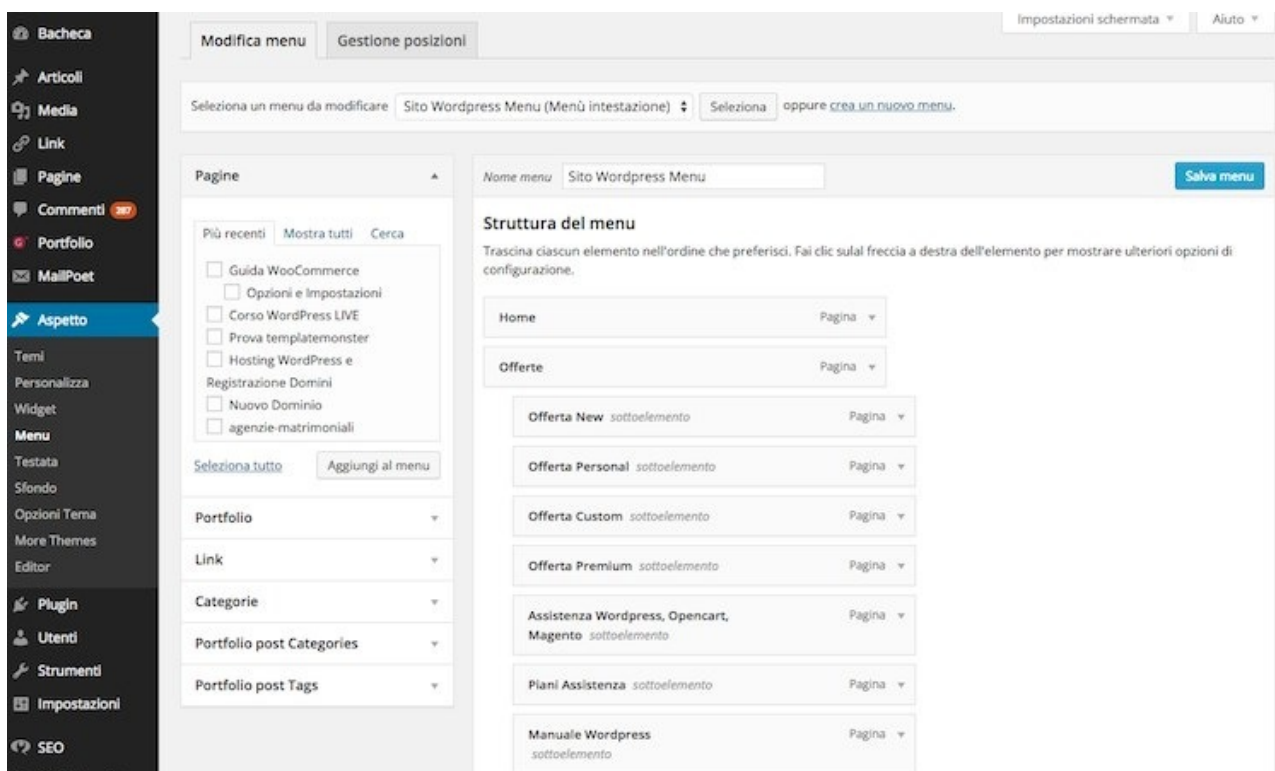 Bacheca
Articoli
Media
Link
Pagine
Commenti 287
Portfolio
MailPoet
Aspetto
Temi
Personalizza
Widget
Menu
Testata
Sfondo
Opzioni Tema
More Themes
Editor
Plugin
Utenti
Strumenti
Impostazioni
SEO
Impostazioni schermata Aiuto
Modifica menu Gestione posizioni
Seleziona un menu da modificare Sito Wordpress Menu (Menù intestazione) Seleziona oppure crea un nuovo menu.
Pagine
Più recenti Mostra tutti Cerca
Guida WooCommerce
Opzioni e Impostazioni
Corso WordPress LIVE
Prova templatemonster
Hosting WordPress e
Registrazione Domini
Nuovo Dominio
agenzie-matrimoniali
Seleziona tutto Aggiungi al menu
Portfolio
Link
Categorie
Portfolio post Categories
Portfolio post Tags
Nome menu Sito Wordpress Menu Salva menu
Struttura del menu
Trascina ciascun elemento nell'ordine che preferisci. Fai clic sulal freccia a destra dell'elemento per mostrare ulteriori opzioni di
configurazione.
Home Pagina
Offerte Pagina
Offerta New sottoelemento Pagina
Offerta Personal sottoelemento Pagina
Offerta Custom sottoelemento Pagina
Offerta Premium sottoelemento Pagina
Assistenza Wordpress, Opencart, Pagina
Magento sottoelemento
Piani Assistenza sottoelemento Pagina
Manuale Wordpress Pagina
sottoelemento